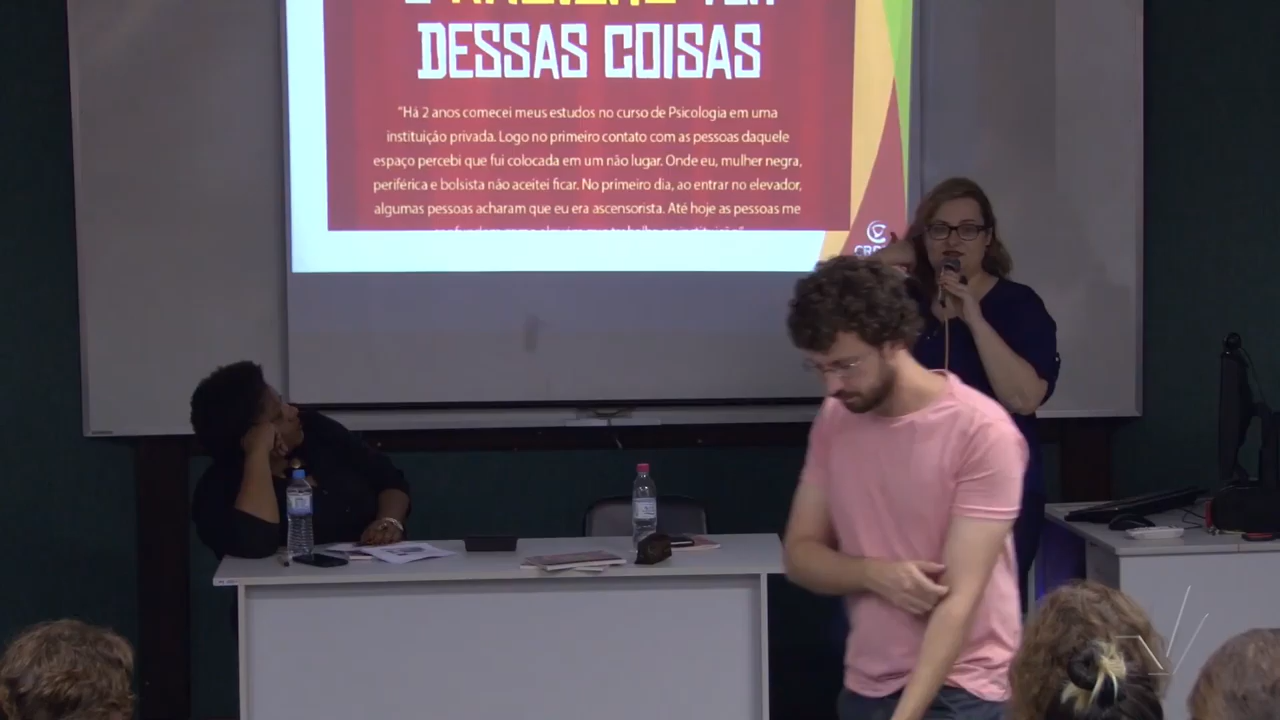 DESSAS COISAS
“Há 2 anos comecei meus estudos no curso de Psicologia em uma
instituição privada. Logo no primeiro contato com as pessoas daquele
espaço percebi que fui colocada em um não lugar. Onde eu, mulher negra,
periférica e bolsista não aceitei ficar. No primeiro dia, ao entrar no elevador,
algumas pessoas acharam que eu era ascensorista. Até hoje as pessoas me